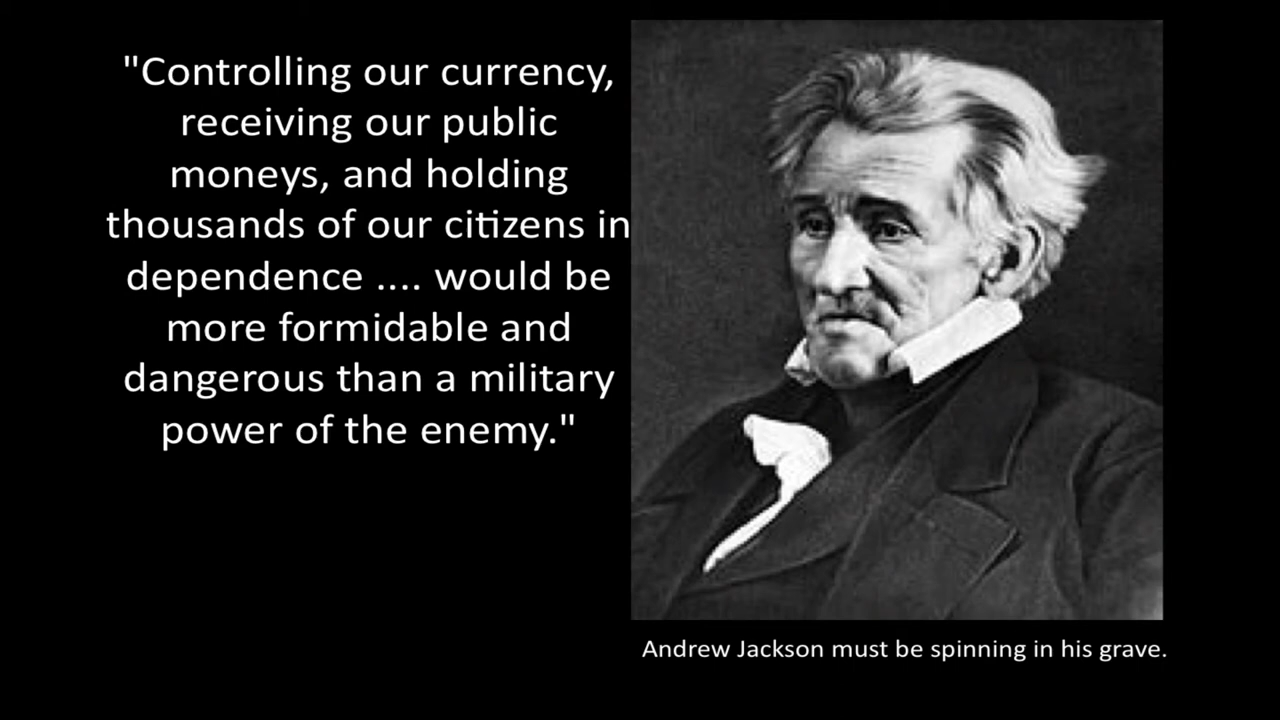 "Controlling our currency,
receiving our public
moneys, and holding
thousands of our citizens in
dependence .... would be
more formidable and
dangerous than a military
power of the enemy."
Andrew Jackson must be spinning in his grave.